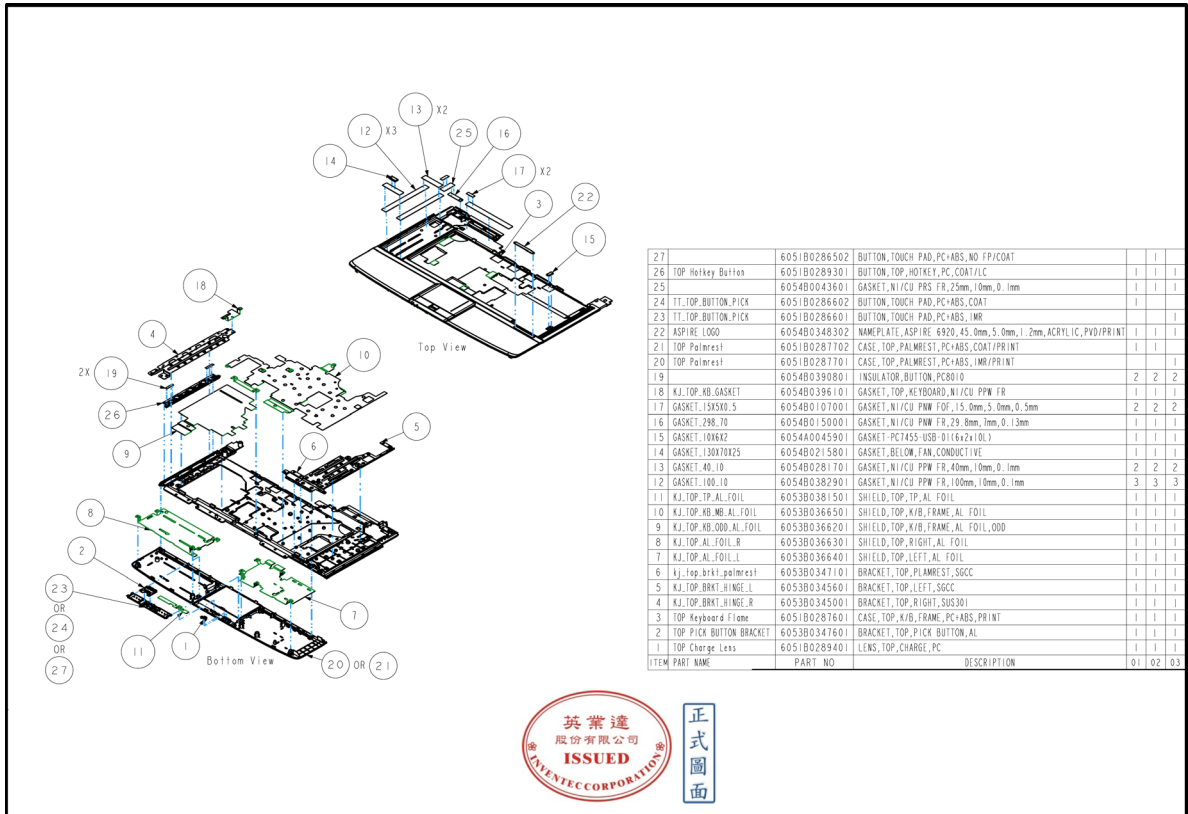 13 X2
12 X3
25
16
14
17 X2
3
22
15
Top View
18
4
10
2X 19
26
9
5
6
8
2
23
OR
24
OR
27
7
11
1
Bottom View
20 OR 21
27 6051B0286502 BUTTON,TOUCH PAD,PC+ABS,NO FP/COAT 1
26 TOP Hotkey Button 6051B0289301 BUTTON,TOP,HOTKEY,PC,COAT/LC 1 1 1
25 6054B0043601 GASKET,NI/CU PRS FR,25mm,10mm,0.1mm 1 1 1
24 TT_TOP_BUTTON_PICK 6051B0286602 BUTTON,TOUCH PAD,PC+ABS,COAT 1
23 TT_TOP_BUTTON_PICK 6051B0286601 BUTTON,TOUCH PAD,PC+ABS,IMR 1
22 ASPIRE LOGO 6054B0348302 NAMEPLATE,ASPIRE 6920,45.0mm,5.0mm,1.2mm,ACRYLIC,PVD/PRINT 1 1 1
21 TOP Palmrest 6051B0287702 CASE,TOP,PALMREST,PC+ABS,COAT/PRINT 1 1
20 TOP Palmrest 6051B0287701 CASE,TOP,PALMREST,PC+ABS,IMR/PRINT 1
19 6054B0390801 INSULATOR,BUTTON,PC8010 2 2 2
18 KJ_TOP_KB_GASKET 6054B0396101 GASKET,TOP,KEYBOARD,NI/CU PPW FR 1 1 1
17 GASKET_15X5X0.5 6054B0107001 GASKET,NI/CU PNW FOF,15.0mm,5.0mm,0.5mm 2 2 2
16 GASKET_298_70 6054B0150001 GASKET,NI/CU PNW FR,29.8mm,7mm,0.13mm 1 1 1
15 GASKET_10X6X2 6054A0045901 GASKET-PC7455-USB-01(6x2x10L) 1 1 1
14 GASKET_130X70X25 6054B0215801 GASKET,BELOW,FAN,CONDUCTIVE 1 1 1
13 GASKET_40_10 6054B0281701 GASKET,NI/CU PPW FR,40mm,10mm,0.1mm 2 2 2
12 GASKET_100_10 6054B0382901 GASKET,NI/CU PPW FR,100mm,10mm,0.1mm 3 3 3
11 KJ_TOP_TP_AL_FOIL 6053B0381501 SHIELD,TOP,TP,AL FOIL 1 1 1
10 KJ_TOP_KB_MB_AL_FOIL 6053B0366501 SHIELD,TOP,K/B,FRAME,AL FOIL 1 1 1
9 KJ_TOP_KB_ODD_AL_FOIL 6053B0366201 SHIELD,TOP,K/B,FRAME,AL FOIL,ODD 1 1 1
8 KJ_TOP_AL_FOIL_R 6053B0366301 SHIELD,TOP,RIGHT,AL FOIL 1 1 1
7 KJ_TOP_AL_FOIL_L 6053B0366401 SHIELD,TOP,LEFT,AL FOIL 1 1 1
6 kj_top_brkt_palmrest 6053B0347101 BRACKET,TOP,PLAMREST,SGCC 1 1 1
5 KJ_TOP_BRKT_HINGE_L 6053B0345601 BRACKET,TOP,LEFT,SGCC 1 1 1
4 KJ_TOP_BRKT_HINGE_R 6053B0345001 BRACKET,TOP,RIGHT,SUS301 1 1 1
3 TOP Keyboard Flame 6051B0287601 CASE,TOP,K/B,FRAME,PC+ABS,PRINT 1 1 1
2 TOP PICK BUTTON BRACKET 6053B0347601 BRACKET,TOP,PICK BUTTON,AL 1 1 1
1 TOP Charge Lens 6051B0289401 LENS,TOP,CHARGE,PC 1 1 1
ITEM PART NAME PART NO DESCRIPTION 01 02 03
英業達
股份有限公司
ISSUED
INVENTEC CORPORATION
正式圖面